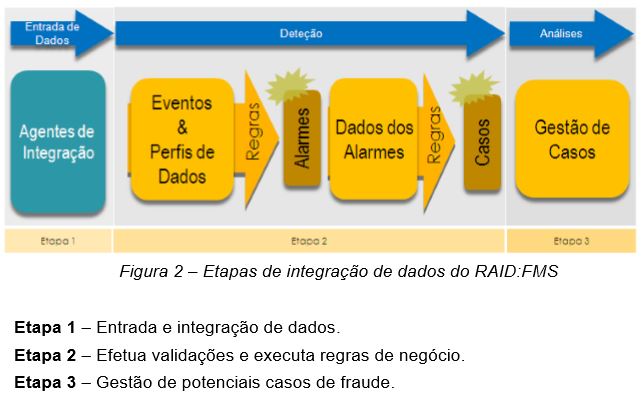 Entrada de
Dados
Deteção
Análises
Agentes de
Integração
Eventos
&
Perfis de
Dados
Regras
Alarmes
Dados dos
Alarmes
Regras
Casos
Gestão de
Casos
Etapa 1
Etapa 2
Etapa 3
Figura 2 – Etapas de integração de dados do RAID:FMS
Etapa 1 – Entrada e integração de dados.
Etapa 2 – Efetua validações e executa regras de negócio.
Etapa 3 – Gestão de potenciais casos de fraude.